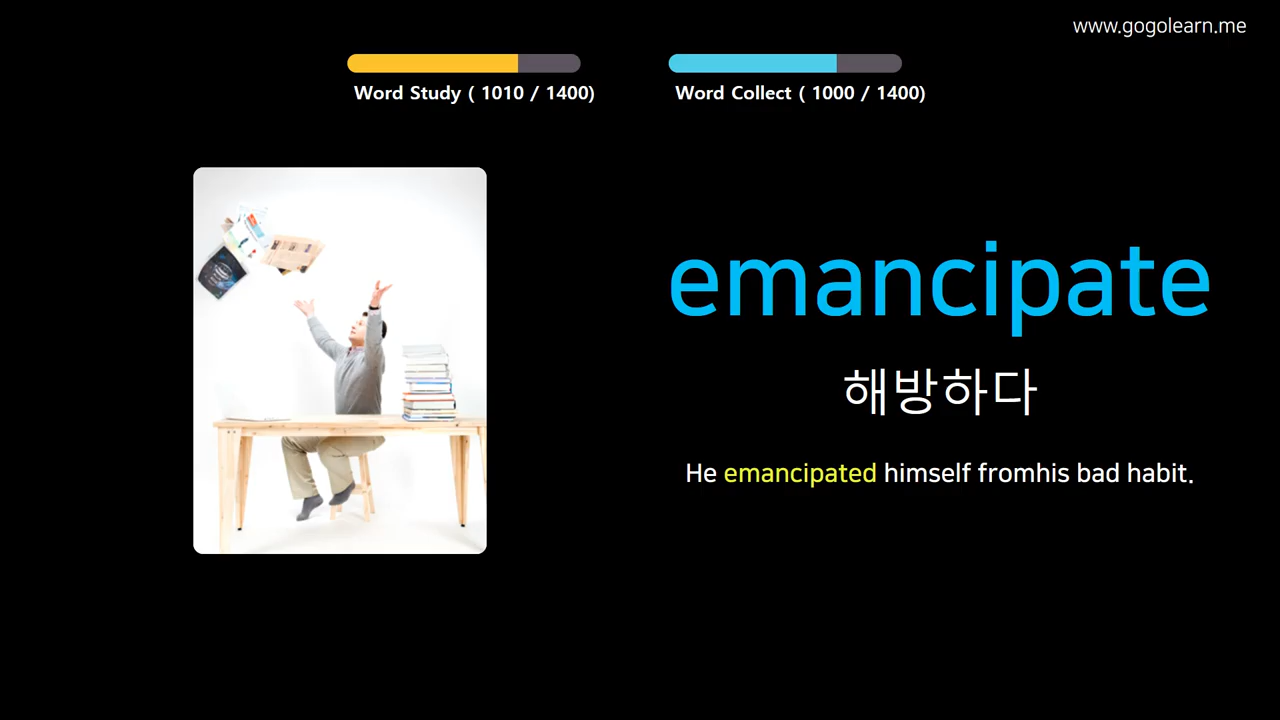 www.gogolearn.me
Word Study ( 1010 / 1400)
Word Collect ( 1000 / 1400)
emancipate
해방하다
He emancipated himself fromhis bad habit.